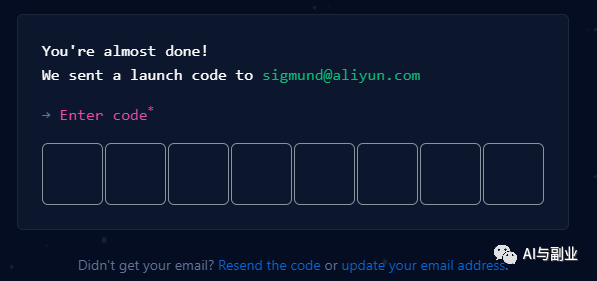 You're almost done!
We sent a launch code to sigmund@aliyun.com
→ Enter code*
AI与副业
Didn't get your email? Resend the code or update your email address.